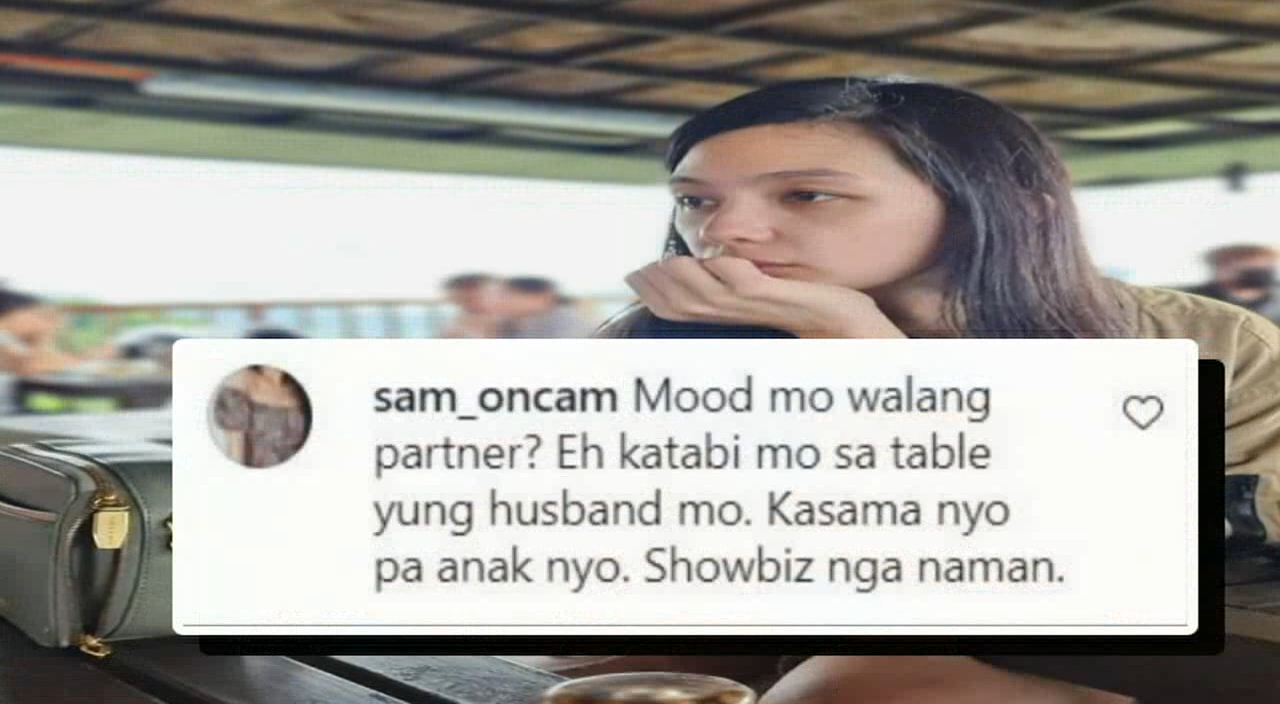 sam_oncam Mood mo walang
partner? Eh katabi mo sa table
yung husband mo. Kasama nyo
pa anak nyo. Showbiz nga naman.